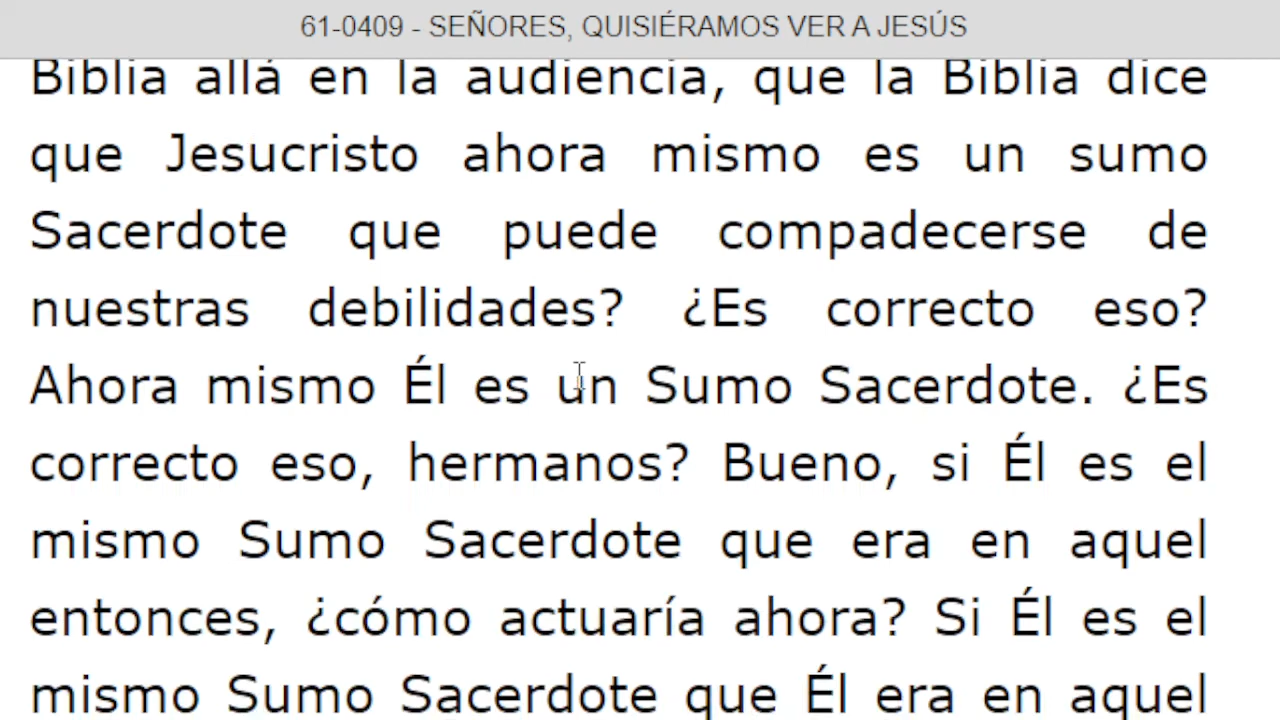 61-0409 - SEÑORES, QUISIÉRAMOS VER A JESÚS
Biblia allá en la audiencia, que la Biblia dice
que Jesucristo ahora mismo es un sumo
Sacerdote que puede compadecerse de
nuestras debilidades? ¿Es correcto eso?
Ahora mismo Él es un Sumo Sacerdote. ¿Es
correcto eso, hermanos? Bueno, si Él es el
mismo Sumo Sacerdote que era en aquel
entonces, ¿cómo actuaría ahora? Si Él es el
mismo Sumo Sacerdote que Él era en aquel